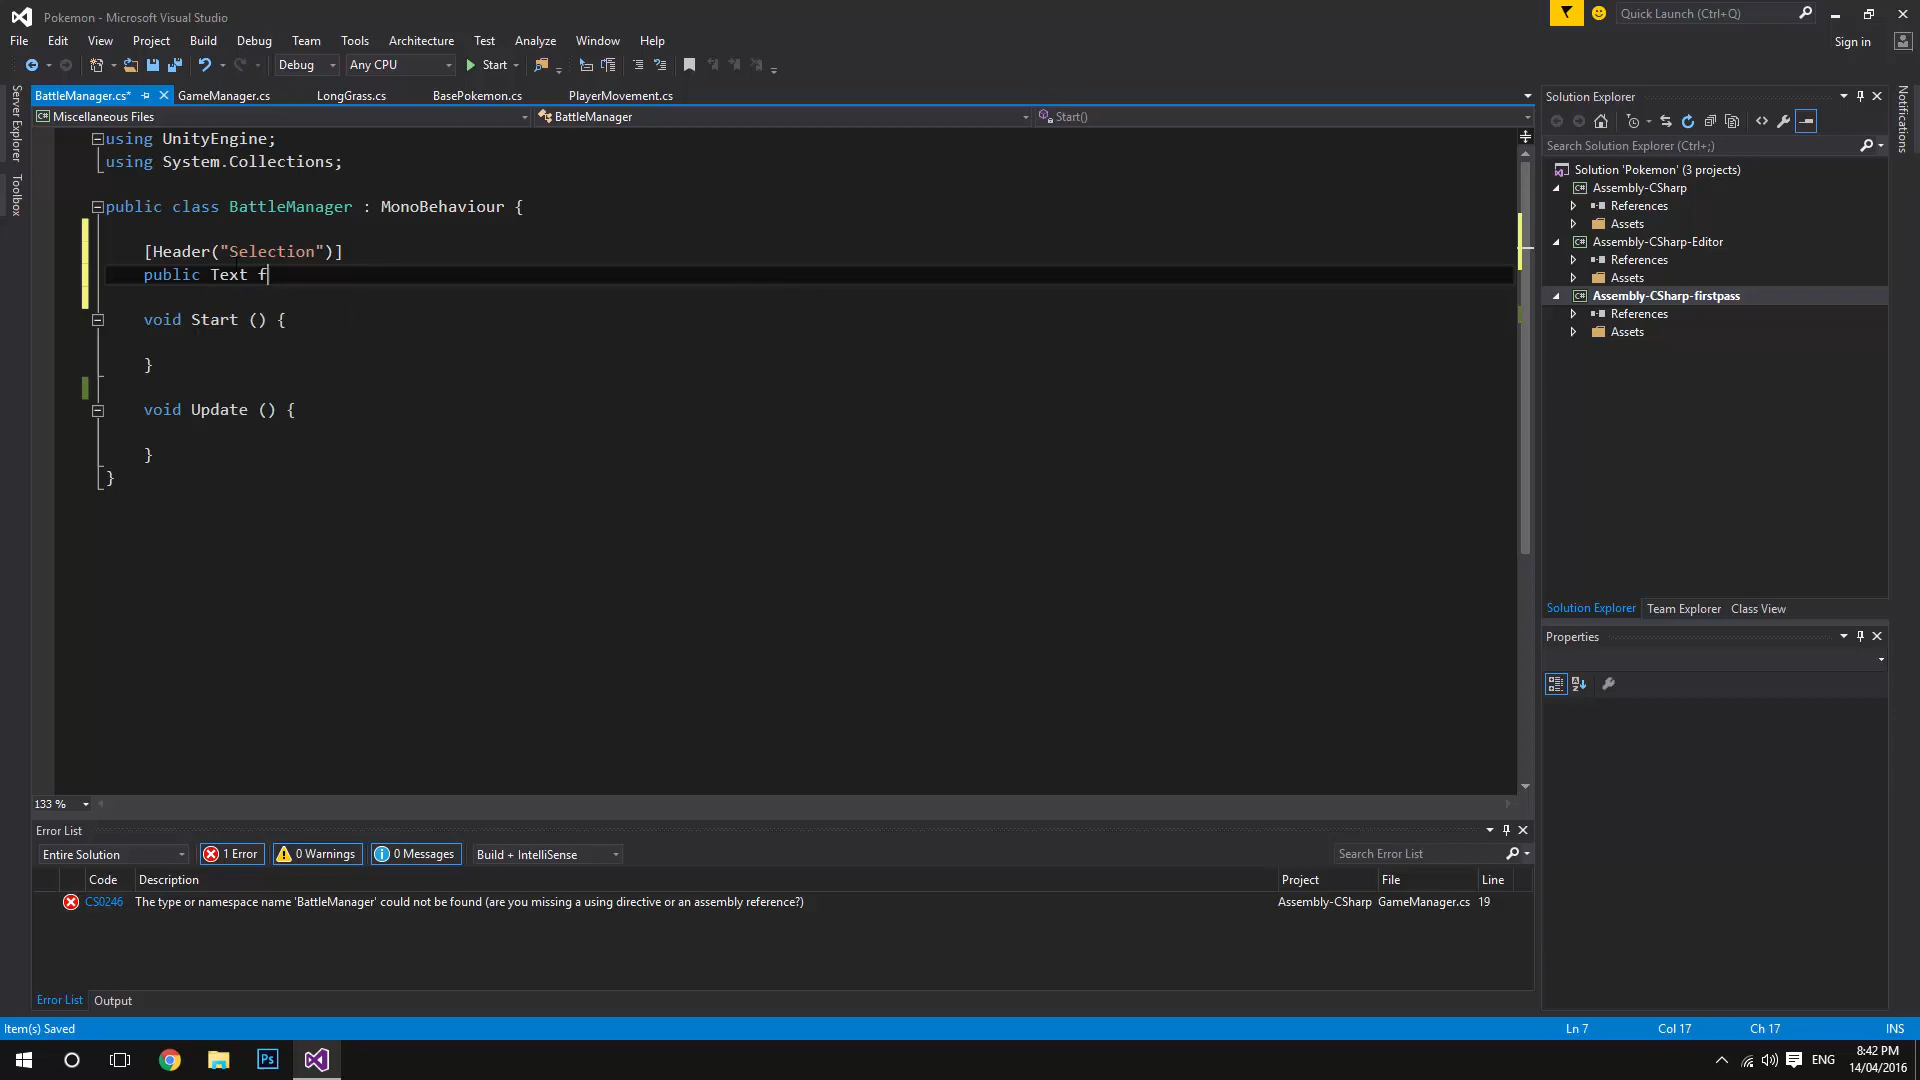 Pokemon - Microsoft Visual Studio
Quick Launch (Ctrl+Q)
File Edit View Project Build Debug Team Tools Architecture Test Analyze Window Help
Sign in
Debug Any CPU Start
Server Explorer
Toolbox
BattleManager.cs* GameManager.cs LongGrass.cs BasePokemon.cs PlayerMovement.cs
Miscellaneous Files BattleManager Start()
using UnityEngine;
using System.Collections;
public class BattleManager : MonoBehaviour {
[Header("Selection")]
public Text f
void Start () {
}
void Update () {
}
}
133 %
Solution Explorer
Search Solution Explorer (Ctrl+;)
Solution 'Pokemon' (3 projects)
Assembly-CSharp
References
Assets
Assembly-CSharp-Editor
References
Assets
Assembly-CSharp-firstpass
References
Assets
Solution Explorer Team Explorer Class View
Properties
Notifications
Error List
Entire Solution 1 Error 0 Warnings 0 Messages Build + IntelliSense Search Error List
Code Description Project File Line
CS0246 The type or namespace name 'BattleManager' could not be found (are you missing a using directive or an assembly reference?) Assembly-CSharp GameManager.cs 19
Error List Output
Item(s) Saved Ln 7 Col 17 Ch 17 INS
Ps
ENG
8:42 PM
14/04/2016